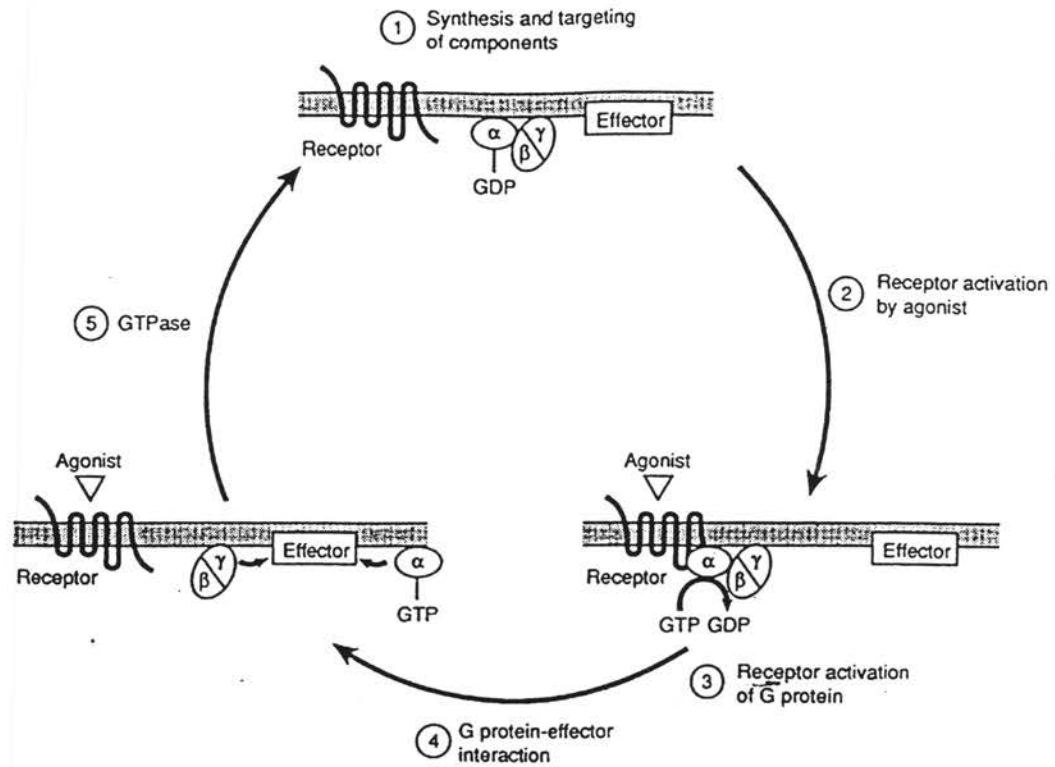 1 Synthesis and targeting
of components
Receptor
α
γ
β
GDP
Effector
2 Receptor activation
by agonist
5 GTPase
Agonist
Receptor
γ
β
Effector
α
GTP
Agonist
Receptor
α
γ
β
Effector
GTP GDP
3 Receptor activation
of G protein
4 G protein-effector
interaction